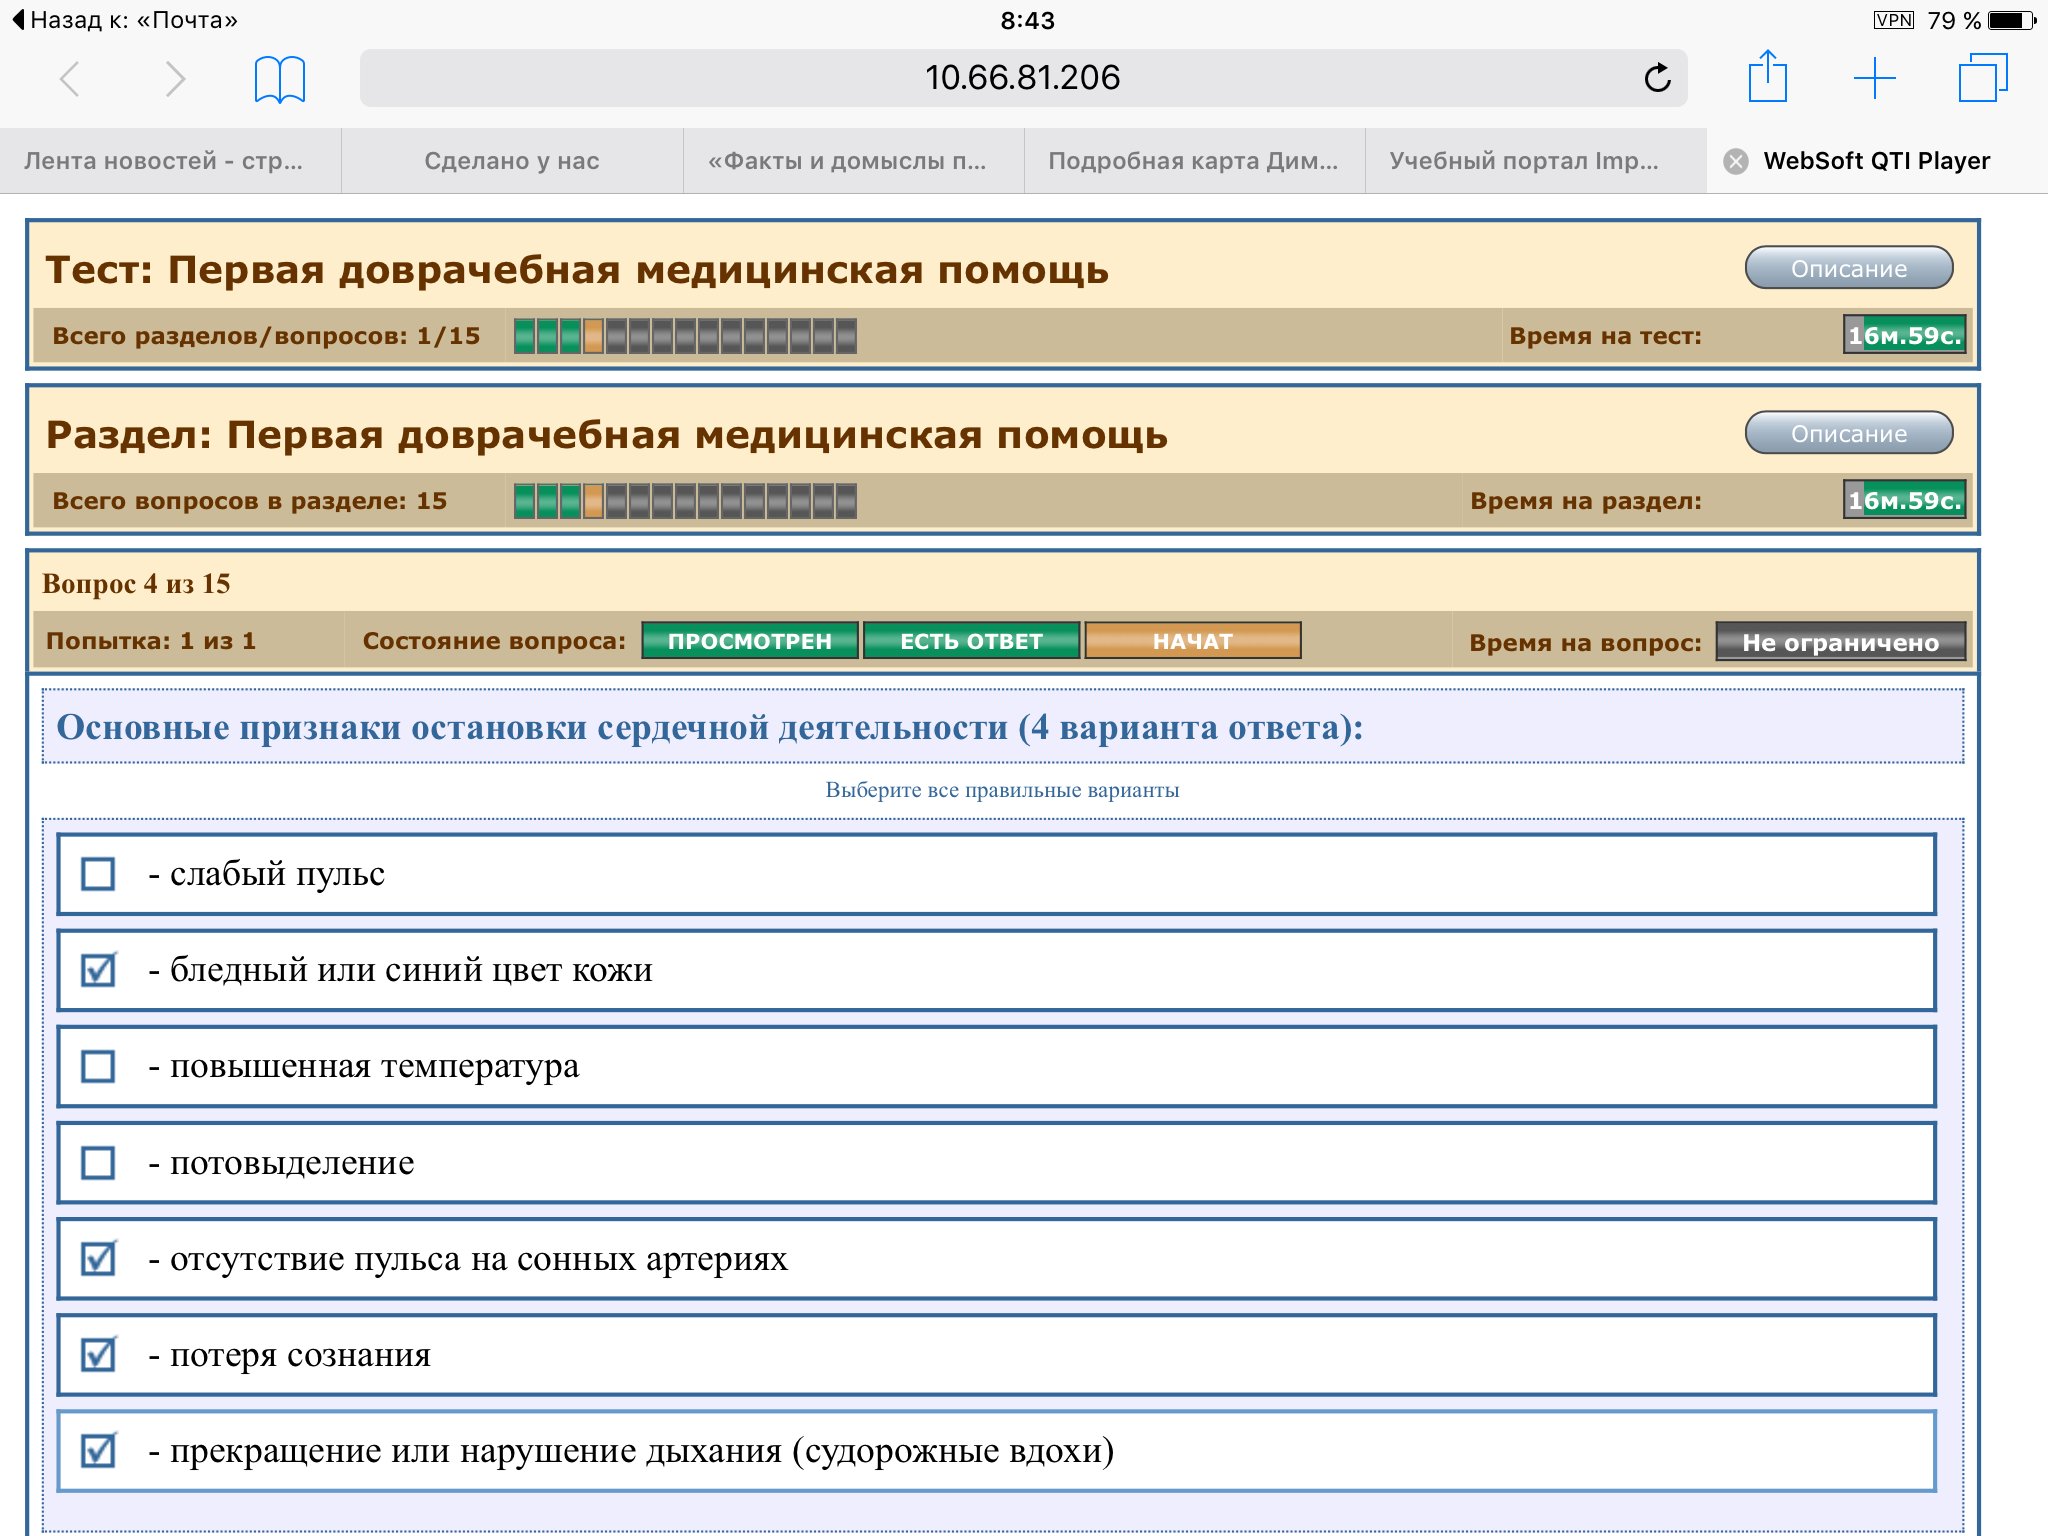 Назад к: «Почта»
8:43
VPN 79 %
10.66.81.206
Лента новостей - стр...
Сделано у нас
«Факты и домыслы п...
Подробная карта Дим...
Учебный портал Imp...
WebSoft QTI Player
Тест: Первая доврачебная медицинская помощь
Описание
Всего разделов/вопросов: 1/15
Время на тест:
16м.59с.
Раздел: Первая доврачебная медицинская помощь
Описание
Всего вопросов в разделе: 15
Время на раздел:
16м.59с.
Вопрос 4 из 15
Попытка: 1 из 1
Состояние вопроса:
ПРОСМОТРЕН
ЕСТЬ ОТВЕТ
НАЧАТ
Время на вопрос:
Не ограничено
Основные признаки остановки сердечной деятельности (4 варианта ответа):
Выберите все правильные варианты
- слабый пульс
- бледный или синий цвет кожи
- повышенная температура
- потовыделение
- отсутствие пульса на сонных артериях
- потеря сознания
- прекращение или нарушение дыхания (судорожные вдохи)